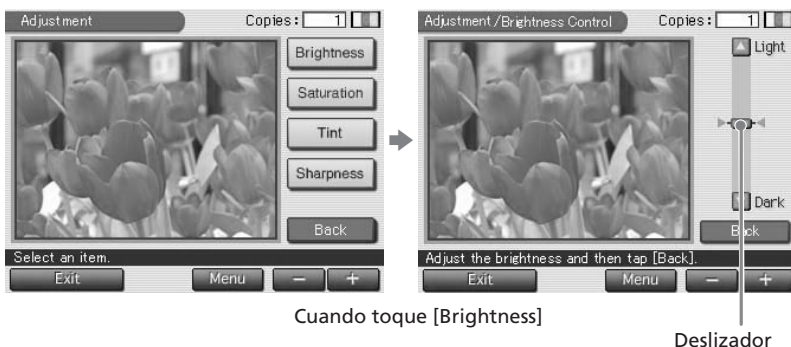 Adjustment Copies: 1
Brightness
Saturation
Tint
Sharpness
Back
Select an item.
Exit Menu − +
Adjustment/Brightness Control Copies: 1
Light
Dark
Back
Adjust the brightness and then tap [Back].
Exit Menu − +
Cuando toque [Brightness]
Deslizador